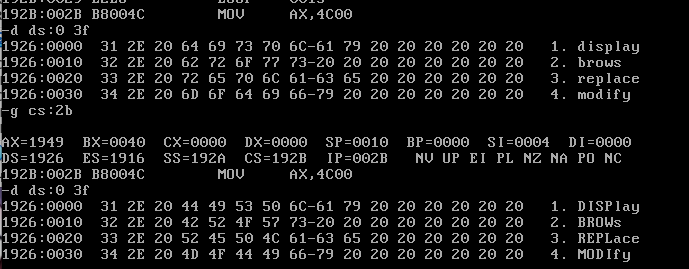 192B:002B B8004C        MOV     AX,4C00
-d ds:0 3f
1926:0000  31 2E 20 64 69 73 70 6C-61 79 20 20 20 20 20 20   1. display
1926:0010  32 2E 20 62 72 6F 77 73-20 20 20 20 20 20 20 20   2. brows
1926:0020  33 2E 20 72 65 70 6C 61-63 65 20 20 20 20 20 20   3. replace
1926:0030  34 2E 20 6D 6F 64 69 66-79 20 20 20 20 20 20 20   4. modify
-g cs:2b
AX=1949  BX=0040  CX=0000  DX=0000  SP=0010  BP=0000  SI=0004  DI=0000
DS=1926  ES=1916  SS=192A  CS=192B  IP=002B   NV UP EI PL NZ NA PO NC
192B:002B B8004C        MOV     AX,4C00
-d ds:0 3f
1926:0000  31 2E 20 44 49 53 50 6C-61 79 20 20 20 20 20 20   1. DISPlay
1926:0010  32 2E 20 42 52 4F 57 73-20 20 20 20 20 20 20 20   2. BROWs
1926:0020  33 2E 20 52 45 50 4C 61-63 65 20 20 20 20 20 20   3. REPLace
1926:0030  34 2E 20 4D 4F 44 49 66-79 20 20 20 20 20 20 20   4. MODIfy